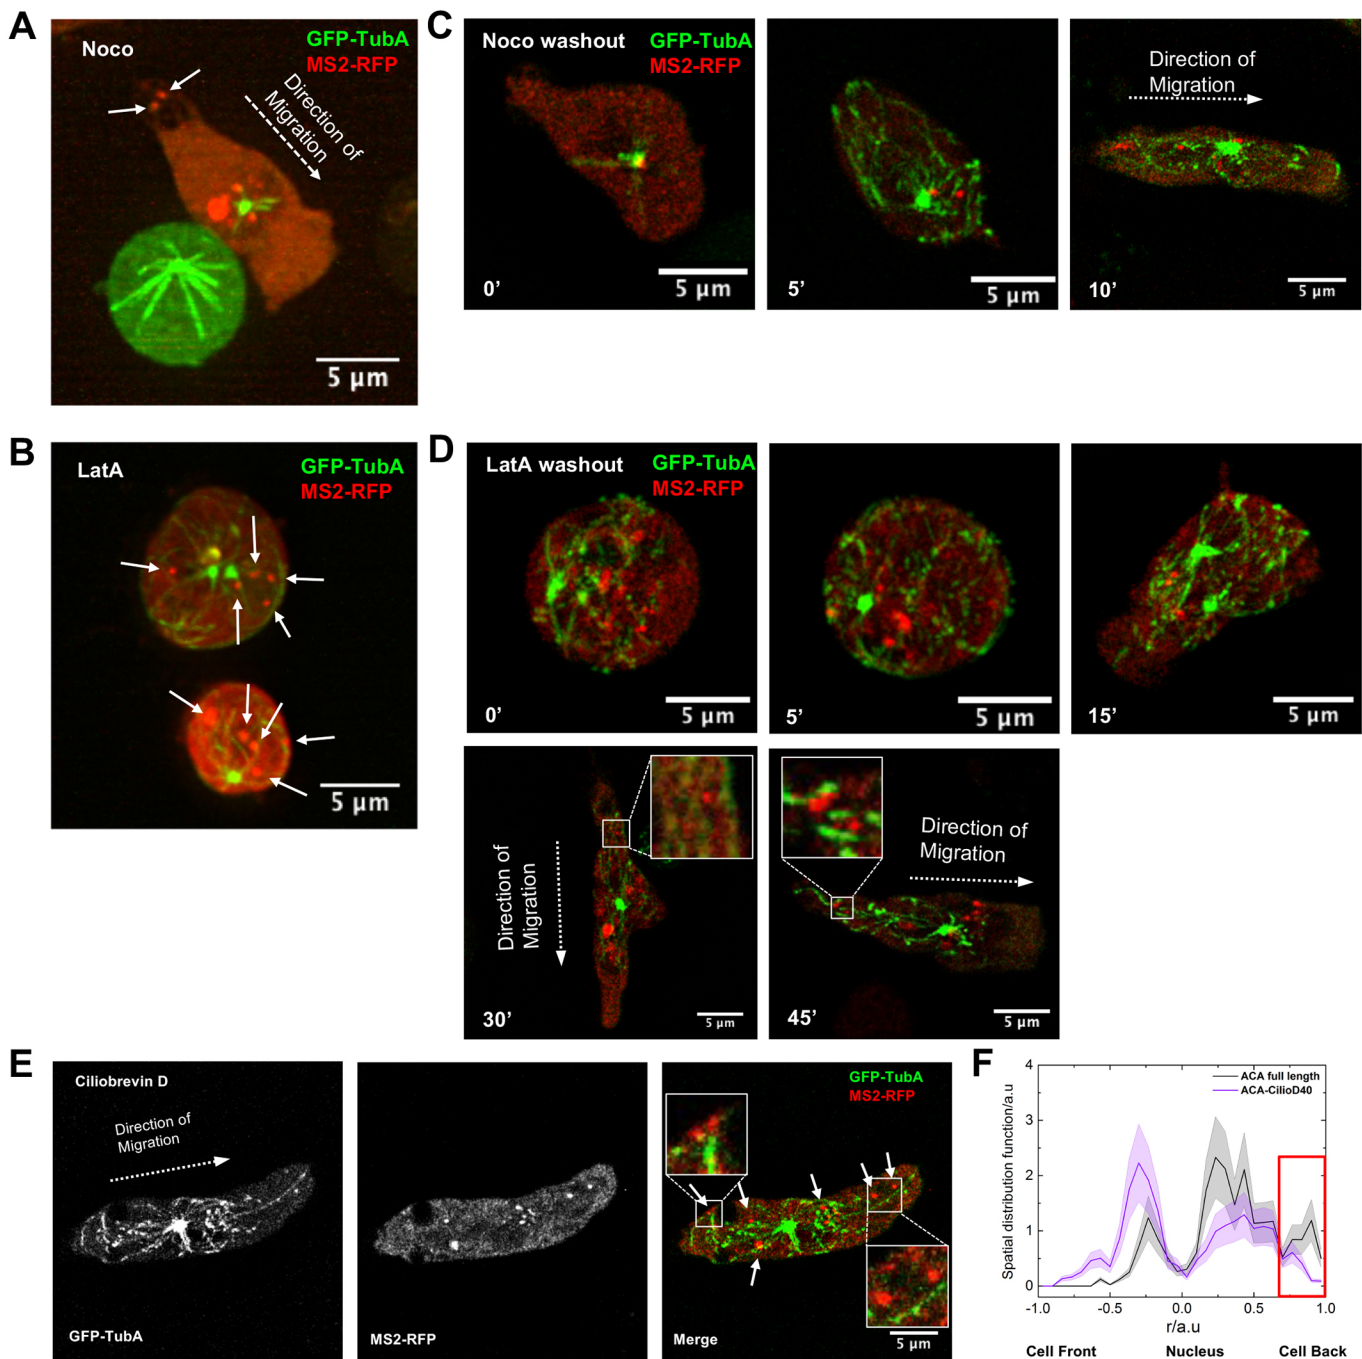 A
Noco
GFP-TubA
MS2-RFP
Direction of
Migration
5 µm
C
Noco washout
GFP-TubA
MS2-RFP
0’
5 µm
5’
5 µm
Direction of
Migration
10’
5 µm
B
LatA
GFP-TubA
MS2-RFP
5 µm
D
LatA washout
GFP-TubA
MS2-RFP
0’
5 µm
5’
5 µm
15’
5 µm
Direction of
Migration
30’
5 µm
Direction of
Migration
45’
5 µm
E
Ciliobrevin D
Direction of
Migration
GFP-TubA
MS2-RFP
GFP-TubA
MS2-RFP
Merge
5 µm
F
Spatial distribution function/a.u
4
3
2
1
0
ACA full length
ACA-CilioD40
-1.0
-0.5
0.0
0.5
1.0
r/a.u
Cell Front
Nucleus
Cell Back